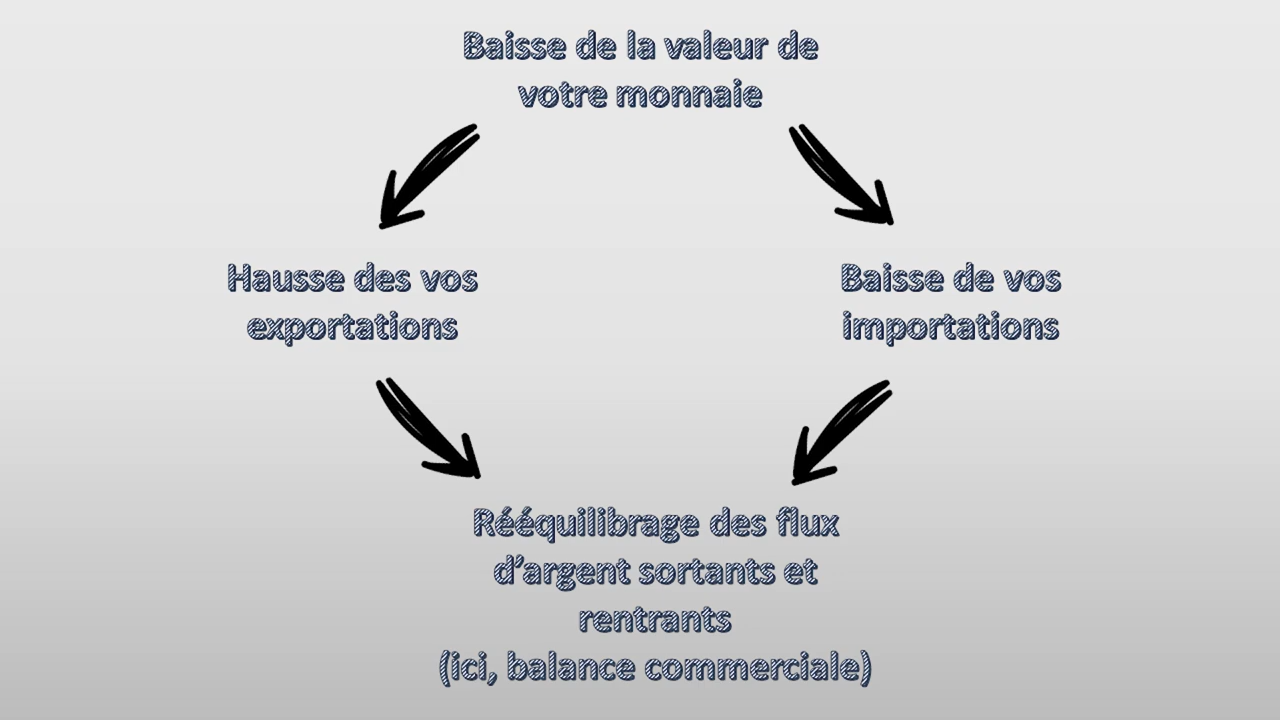 Baisse de la valeur de
votre monnaie
Hausse des vos
exportations
Baisse de vos
importations
Rééquilibrage des flux
d’argent sortants et
rentrants
(ici, balance commerciale)